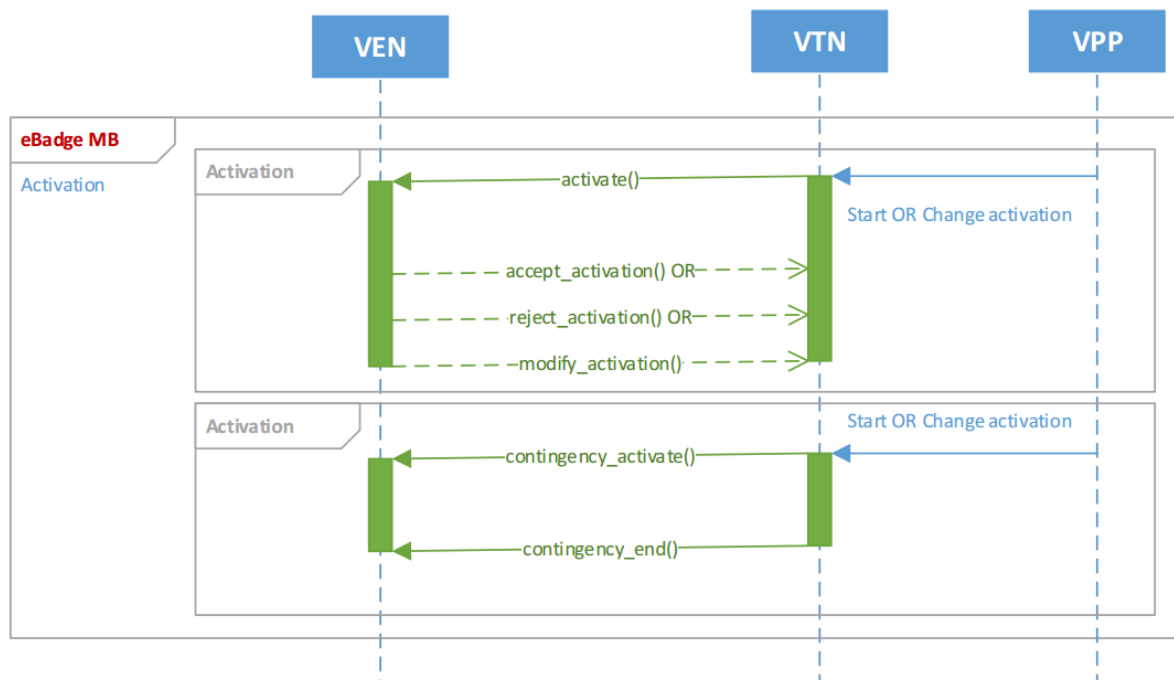 VEN
VTN
VPP
eBadge MB
Activation
Activation
activate()
Start OR Change activation
accept_activation() OR
reject_activation() OR
modify_activation()
Activation
Start OR Change activation
contingency_activate()
contingency_end()